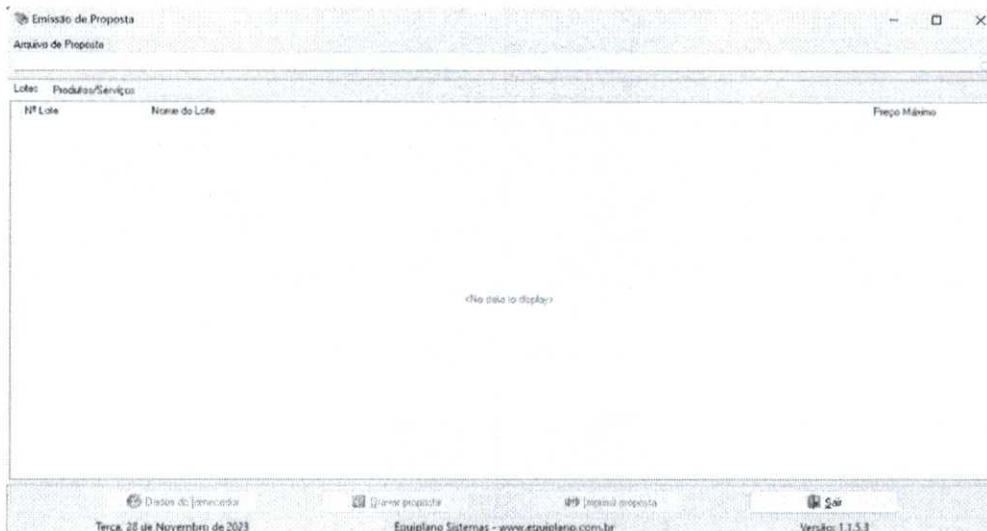 Emissão de Proposta
Arquivo de Proposta
Lotes Produtos/Serviços
Nº Lote Nome do Lote Preço Máximo
<No data to display>
Dados do fornecedor Gravar proposta Imprimir proposta Sair
Terça, 28 de Novembro de 2023 Equiplano Sistemas - www.equiplano.com.br Versão: 1.1.5.3